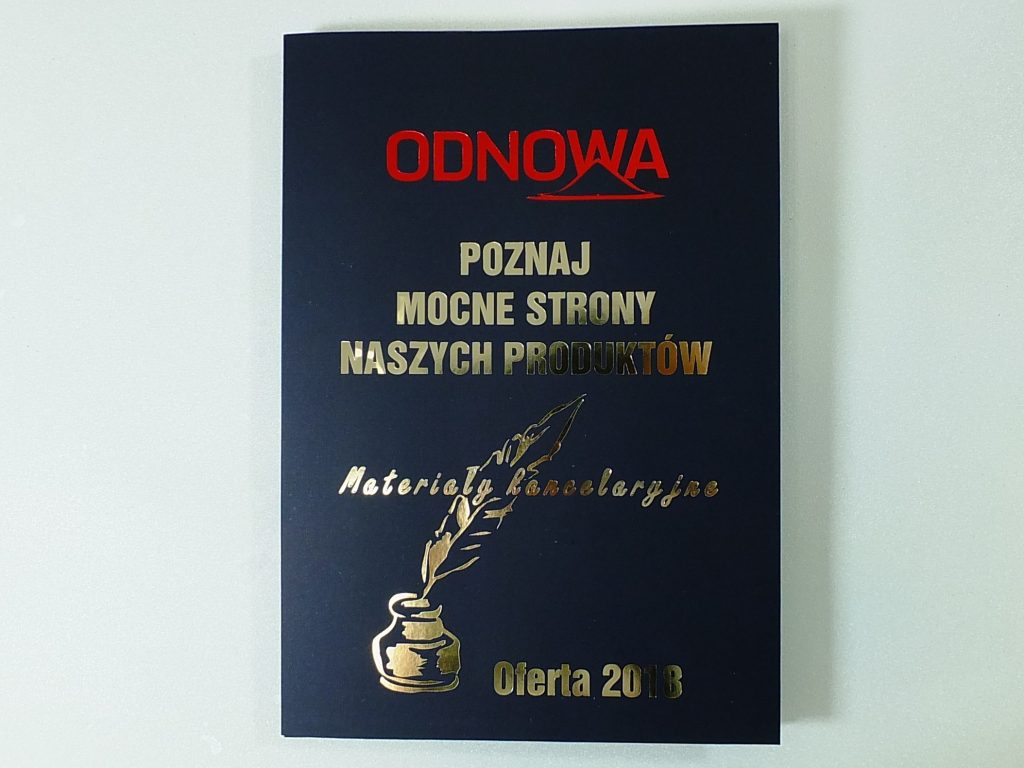 ODNOWA
POZNAJ
MOCNE STRONY
NASZYCH PRODUKTÓW
Materiały kancelaryjne
Oferta 2018